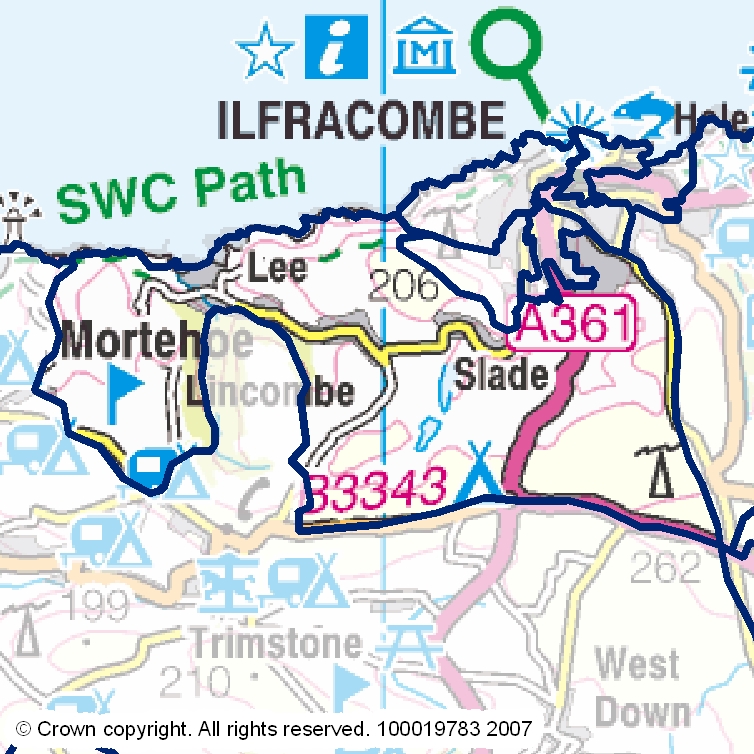 i
M
ILFRACOMBE
Hele
SWC Path
Lee
206
A361
Mortehoe
Slade
Lincombe
B3343
262
199
Trimstone
210
West
Down
© Crown copyright. All rights reserved. 100019783 2007